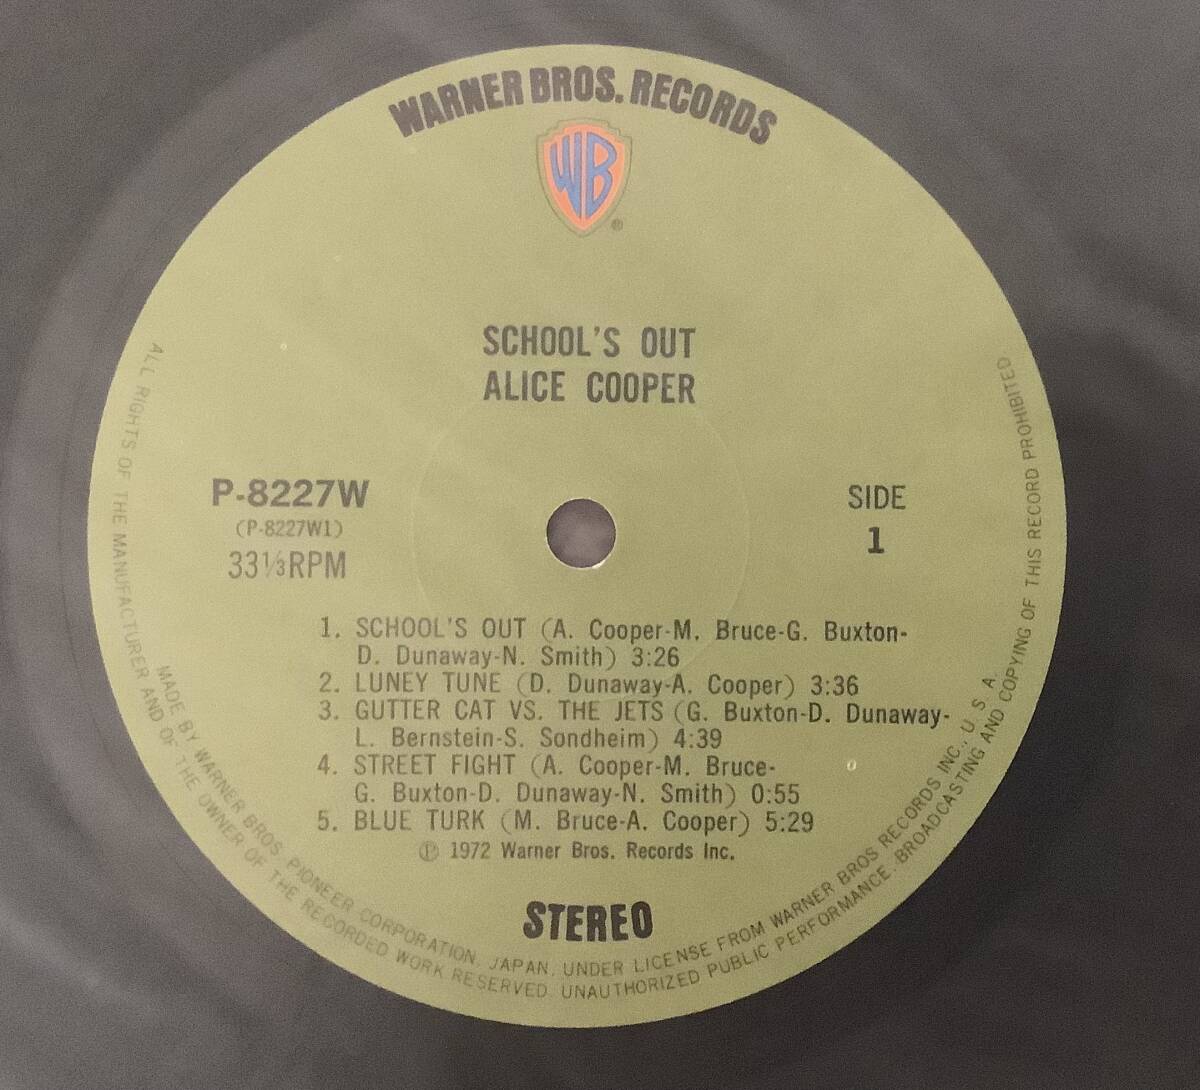 WARNER BROS. RECORDS
WB
®
SCHOOL'S OUT
ALICE COOPER
P-8227W
(P-8227W1)
33⅓RPM
SIDE
1
1. SCHOOL'S OUT (A. Cooper-M. Bruce-G. Buxton-
D. Dunaway-N. Smith) 3:26
2. LUNEY TUNE (D. Dunaway-A. Cooper) 3:36
3. GUTTER CAT VS. THE JETS (G. Buxton-D. Dunaway-
L. Bernstein-S. Sondheim) 4:39
4. STREET FIGHT (A. Cooper-M. Bruce-
G. Buxton-D. Dunaway-N. Smith) 0:55
5. BLUE TURK (M. Bruce-A. Cooper) 5:29
℗ 1972 Warner Bros. Records Inc.
STEREO
MADE BY WARNER BROS. PIONEER CORPORATION, JAPAN, UNDER LICENSE FROM WARNER BROS RECORDS INC., U.S.A.
ALL RIGHTS OF THE MANUFACTURER AND OF THE OWNER OF THE RECORDED WORK RESERVED. UNAUTHORIZED PUBLIC PERFORMANCE. BROADCASTING AND COPYING OF THIS RECORD PROHIBITED